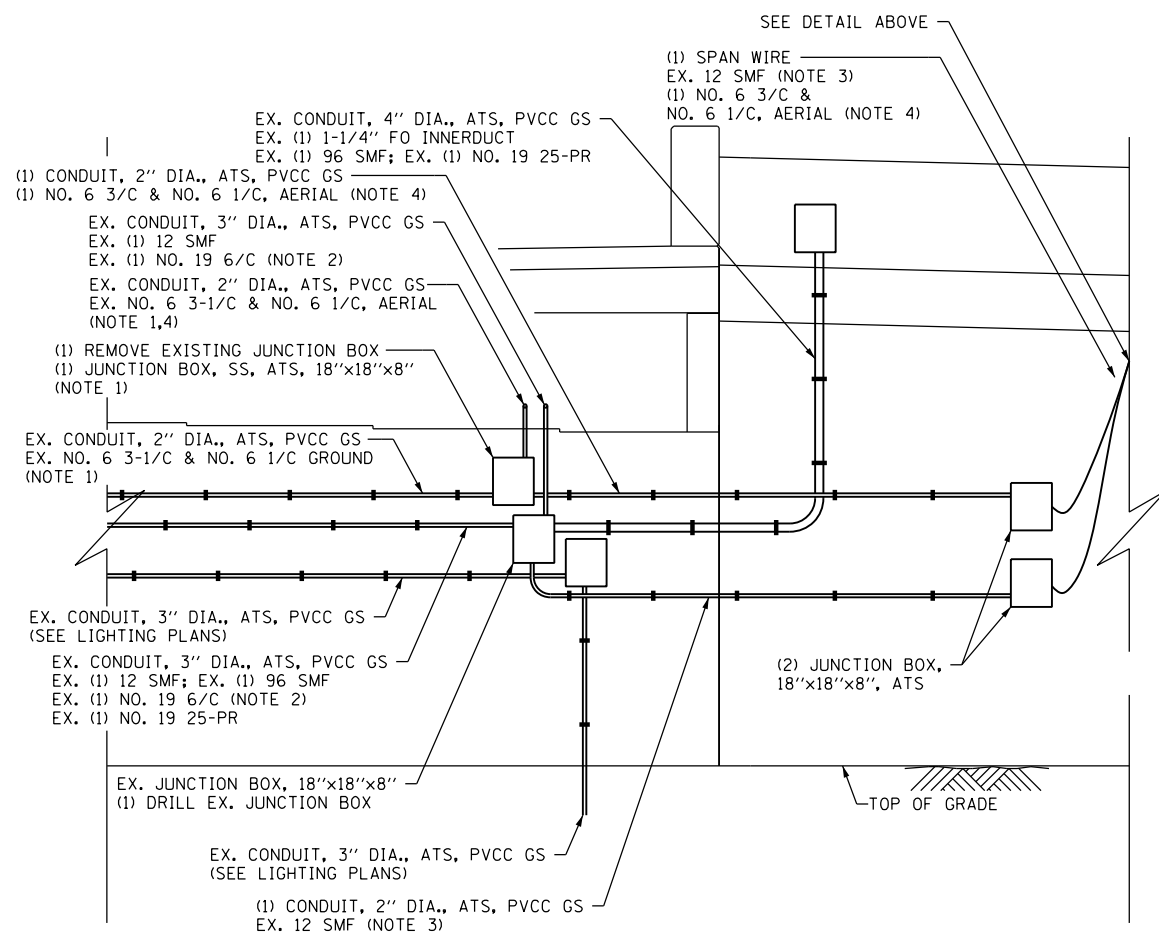 SEE DETAIL ABOVE
(1) SPAN WIRE
EX. 12 SMF (NOTE 3)
(1) NO. 6 3/C &
NO. 6 1/C, AERIAL (NOTE 4)
EX. CONDUIT, 4" DIA., ATS, PVCC GS
EX. (1) 1-1/4" FO INNERDUCT
EX. (1) 96 SMF; EX. (1) NO. 19 25-PR
(1) CONDUIT, 2" DIA., ATS, PVCC GS
(1) NO. 6 3/C & NO. 6 1/C, AERIAL (NOTE 4)
EX. CONDUIT, 3" DIA., ATS, PVCC GS
EX. (1) 12 SMF
EX. (1) NO. 19 6/C (NOTE 2)
EX. CONDUIT, 2" DIA., ATS, PVCC GS
EX. NO. 6 3-1/C & NO. 6 1/C, AERIAL
(NOTE 1,4)
(1) REMOVE EXISTING JUNCTION BOX
(1) JUNCTION BOX, SS, ATS, 18"x18"x8"
(NOTE 1)
EX. CONDUIT, 2" DIA., ATS, PVCC GS
EX. NO. 6 3-1/C & NO. 6 1/C GROUND
(NOTE 1)
EX. CONDUIT, 3" DIA., ATS, PVCC GS
(SEE LIGHTING PLANS)
EX. CONDUIT, 3" DIA., ATS, PVCC GS
EX. (1) 12 SMF; EX. (1) 96 SMF
EX. (1) NO. 19 6/C (NOTE 2)
EX. (1) NO. 19 25-PR
(2) JUNCTION BOX,
18"x18"x8", ATS
EX. JUNCTION BOX, 18"x18"x8"
(1) DRILL EX. JUNCTION BOX
TOP OF GRADE
EX. CONDUIT, 3" DIA., ATS, PVCC GS
(SEE LIGHTING PLANS)
(1) CONDUIT, 2" DIA., ATS, PVCC GS
EX. 12 SMF (NOTE 3)